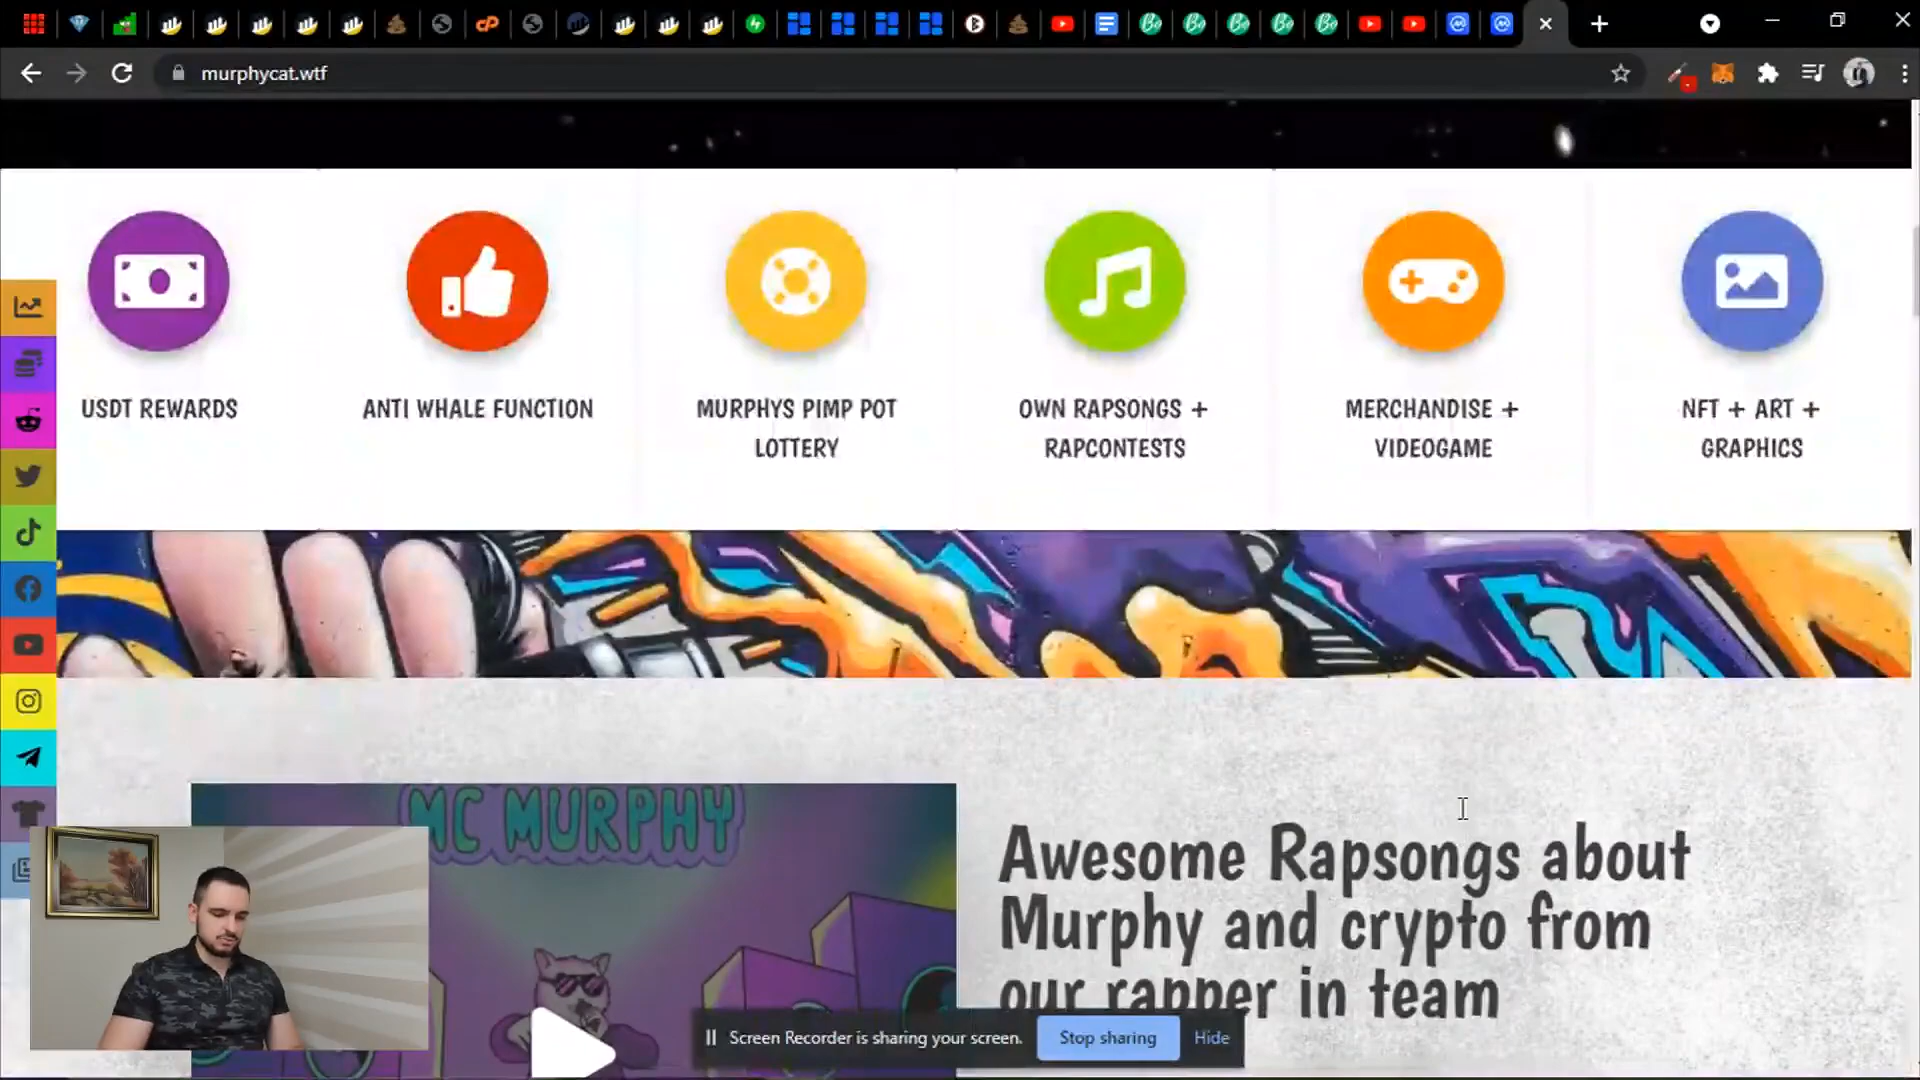 murphycat.wtf
USDT REWARDS
ANTI WHALE FUNCTION
MURPHYS PIMP POT
LOTTERY
OWN RAPSONGS +
RAPCONTESTS
MERCHANDISE +
VIDEOGAME
NFT + ART +
GRAPHICS
MC MURPHY
Awesome Rapsongs about
Murphy and crypto from
our rapper in team
Screen Recorder is sharing your screen.
Stop sharing
Hide